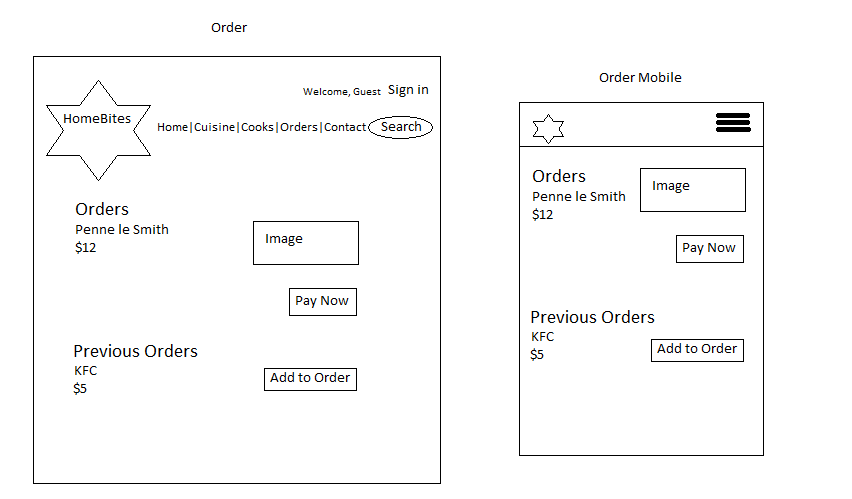 Order
Welcome, Guest Sign in
HomeBites
Home|Cuisine|Cooks|Orders|Contact Search
Orders
Penne le Smith
$12
Image
Pay Now
Previous Orders
KFC
$5
Add to Order
Order Mobile
Orders
Penne le Smith
$12
Image
Pay Now
Previous Orders
KFC
$5
Add to Order